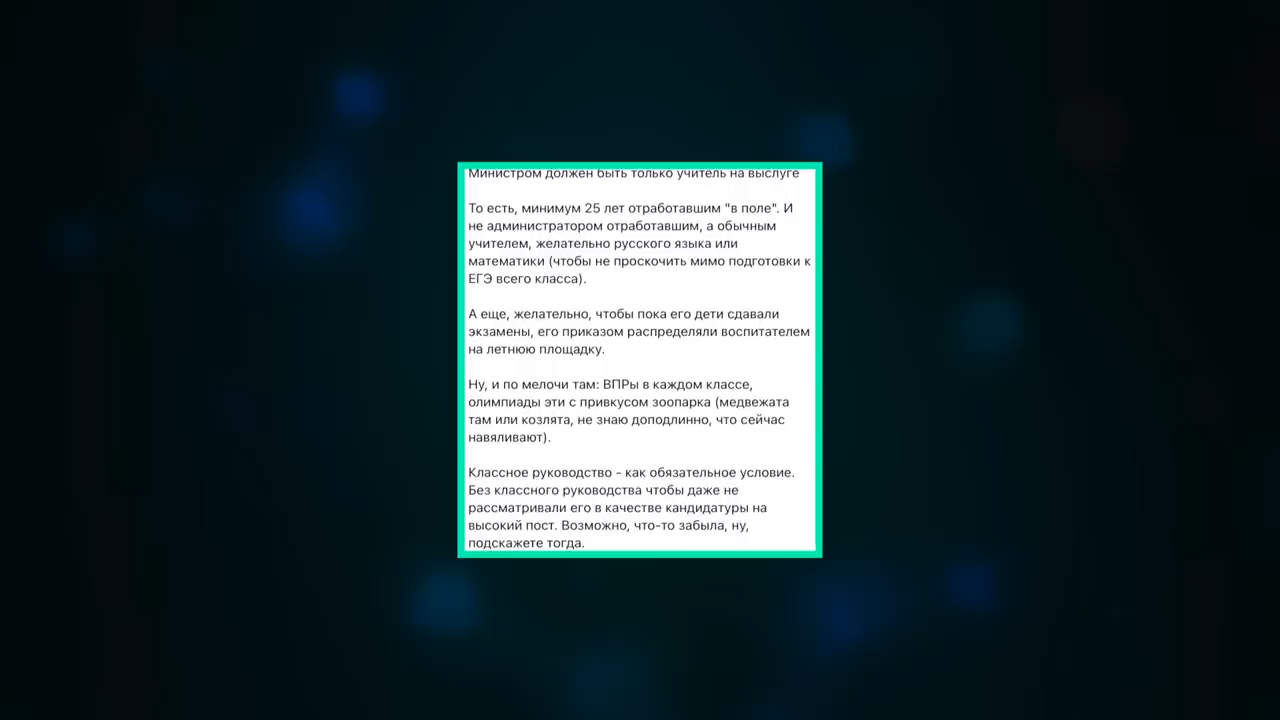 Министром должен быть только учитель на выслуге
То есть, минимум 25 лет отработавшим "в поле". И
не администратором отработавшим, а обычным
учителем, желательно русского языка или
математики (чтобы не проскочить мимо подготовки к
ЕГЭ всего класса).
А еще, желательно, чтобы пока его дети сдавали
экзамены, его приказом распределяли воспитателем
на летнюю площадку.
Ну, и по мелочи там: ВПРы в каждом классе,
олимпиады эти с привкусом зоопарка (медвежата
там или козлята, не знаю доподлинно, что сейчас
навяливают).
Классное руководство - как обязательное условие.
Без классного руководства чтобы даже не
рассматривали его в качестве кандидатуры на
высокий пост. Возможно, что-то забыла, ну,
подскажете тогда.